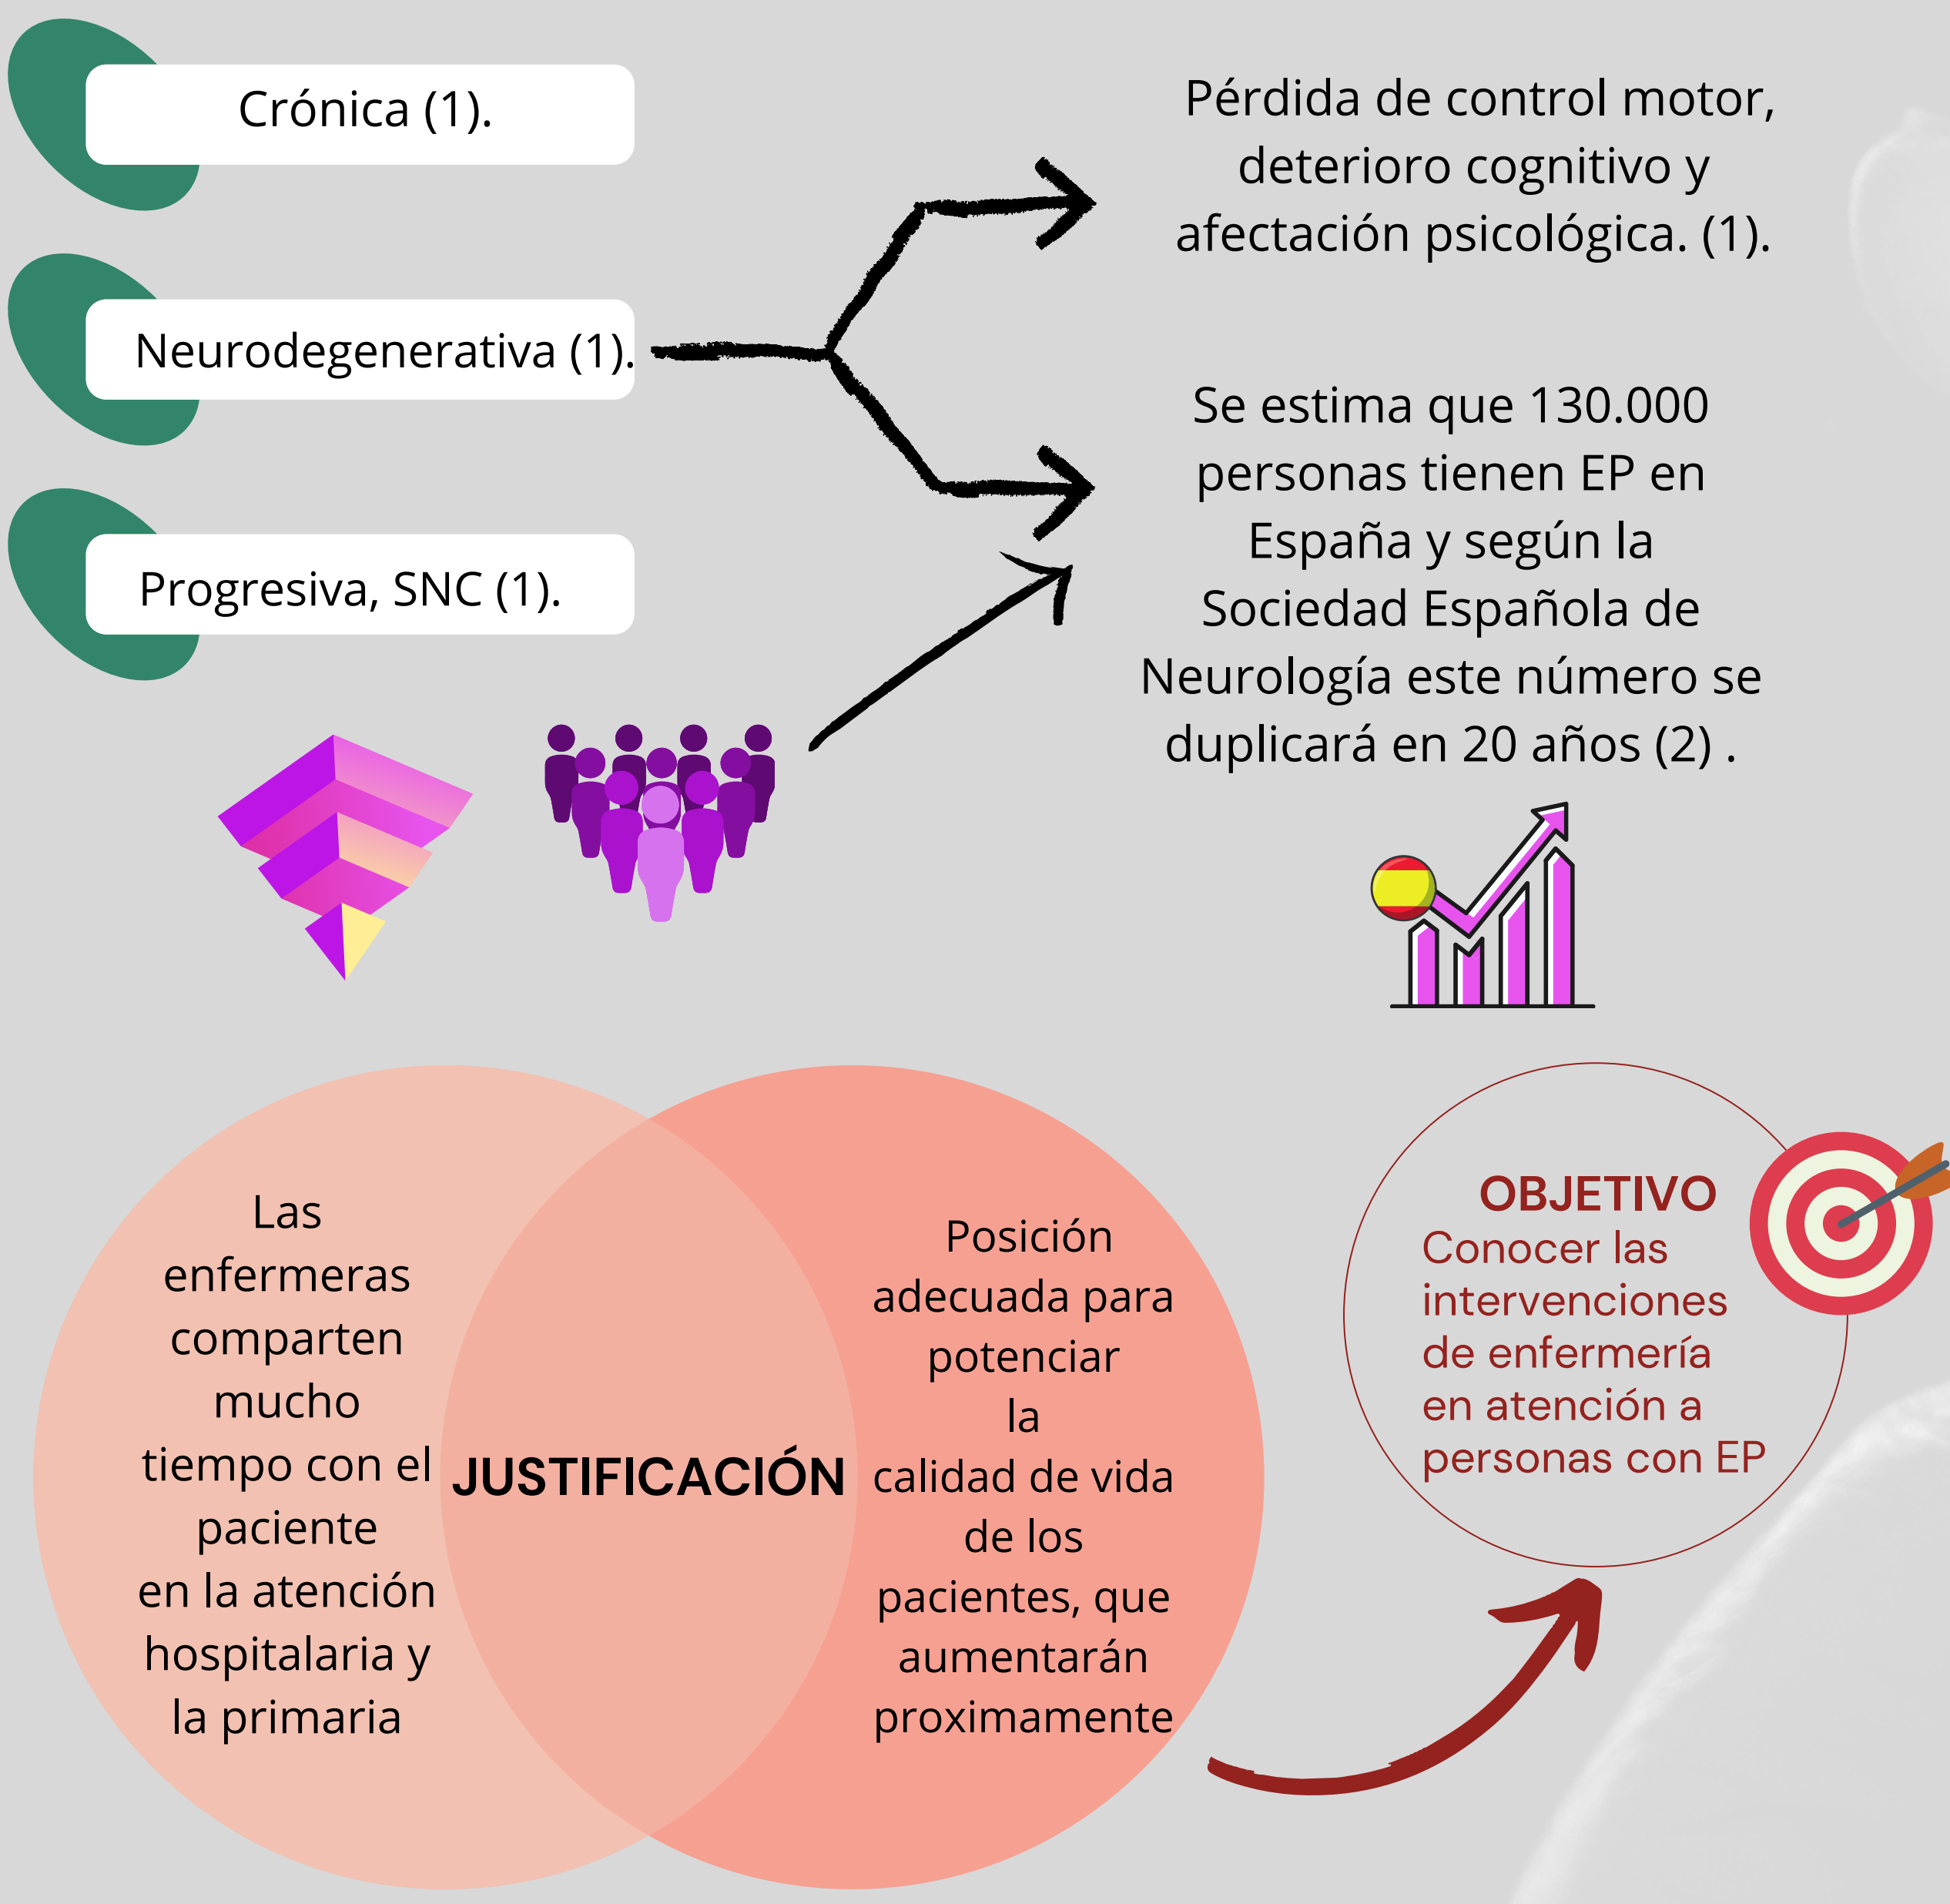 Crónica (1).
Neurodegenerativa (1).
Progresiva, SNC (1).
Pérdida de control motor,
deterioro cognitivo y
afectación psicológica. (1).
Se estima que 130.000
personas tienen EP en
España y según la
Sociedad Española de
Neurología este número se
duplicará en 20 años (2) .
Las
enfermeras
comparten
mucho
tiempo con el
paciente
en la atención
hospitalaria y
la primaria
JUSTIFICACIÓN
Posición
adecuada para
potenciar
la
calidad de vida
de los
pacientes, que
aumentarán
proximamente
OBJETIVO
Conocer las
intervenciones
de enfermería
en atención a
personas con EP